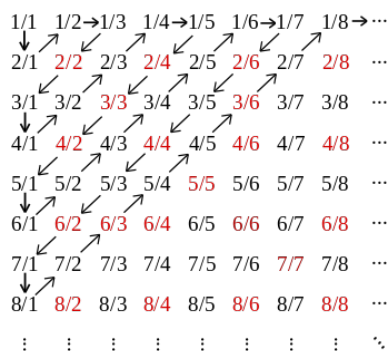 1/1 1/2 1/3 1/4 1/5 1/6 1/7 1/8 ...
2/1 2/2 2/3 2/4 2/5 2/6 2/7 2/8 ...
3/1 3/2 3/3 3/4 3/5 3/6 3/7 3/8 ...
4/1 4/2 4/3 4/4 4/5 4/6 4/7 4/8 ...
5/1 5/2 5/3 5/4 5/5 5/6 5/7 5/8 ...
6/1 6/2 6/3 6/4 6/5 6/6 6/7 6/8 ...
7/1 7/2 7/3 7/4 7/5 7/6 7/7 7/8 ...
8/1 8/2 8/3 8/4 8/5 8/6 8/7 8/8 ...
⋮ ⋮ ⋮ ⋮ ⋮ ⋮ ⋮ ⋮ ⋱